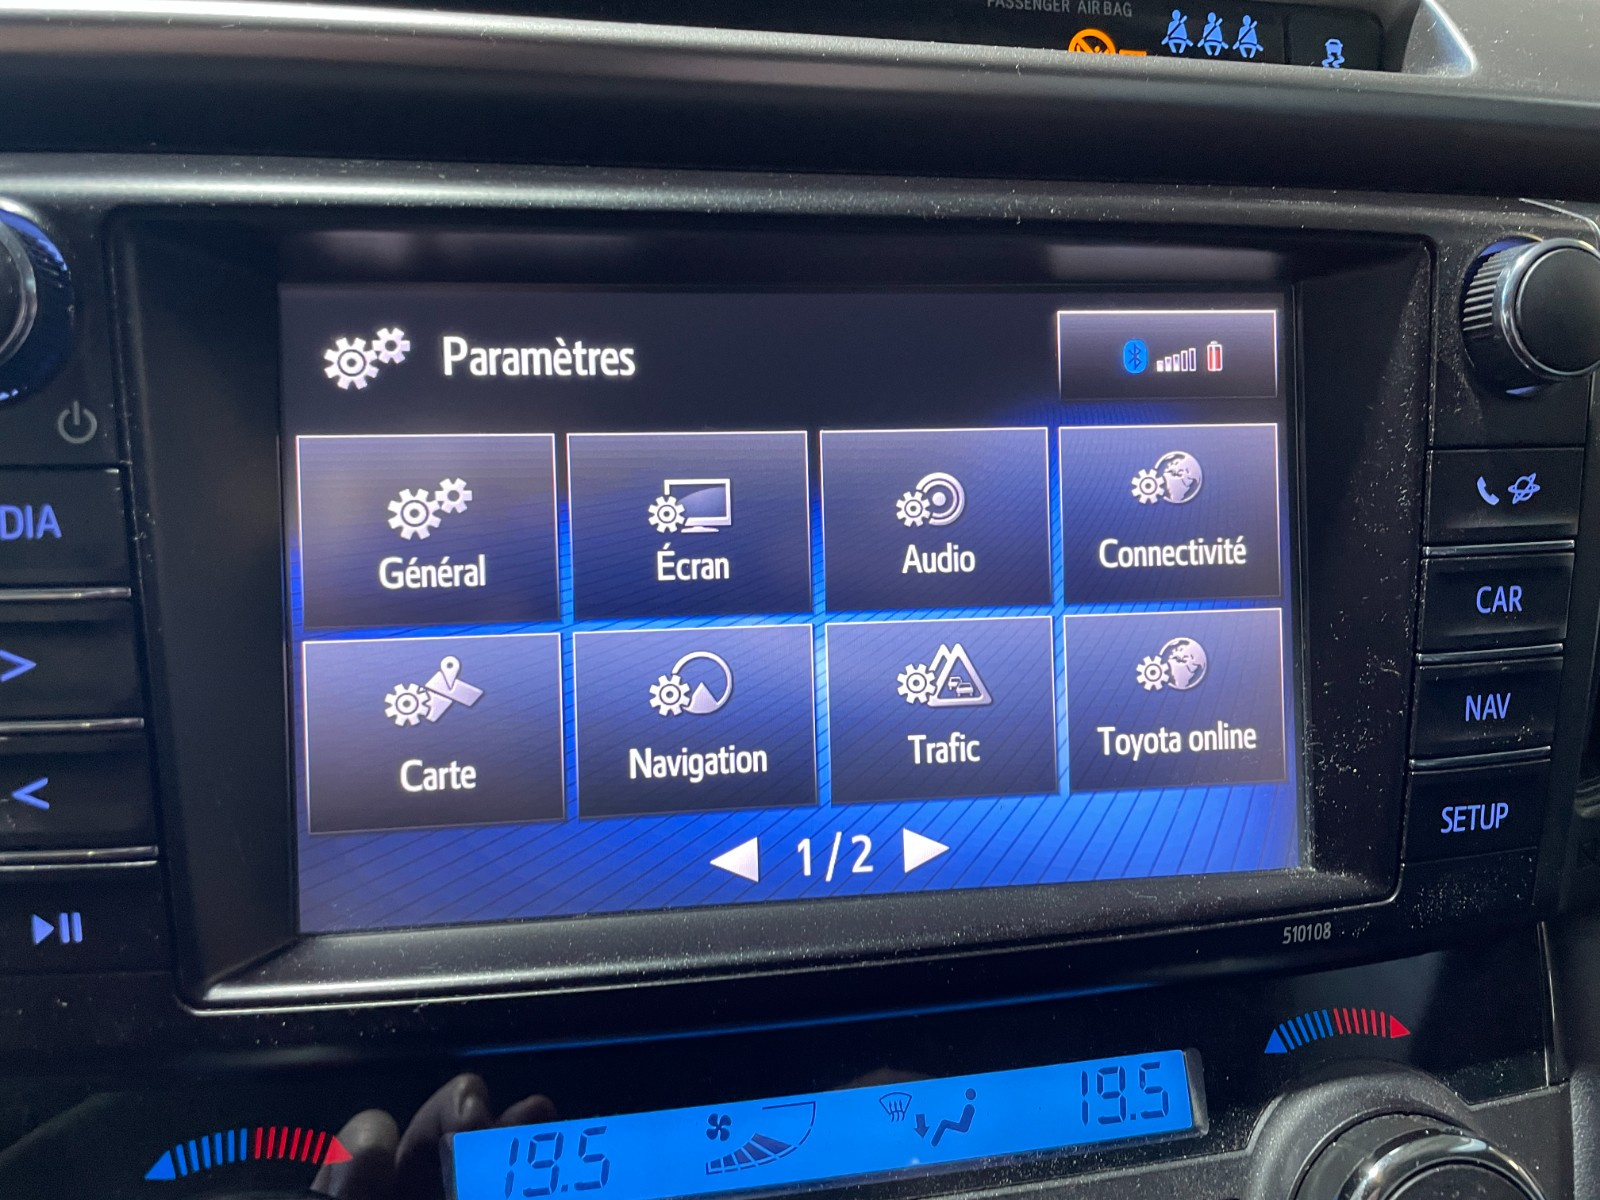 PASSENGER AIR BAG
Paramètres
Général
Écran
Audio
Connectivité
Carte
Navigation
Trafic
Toyota online
1/2
DIA
CAR
NAV
SETUP
510108
19.5
19.5